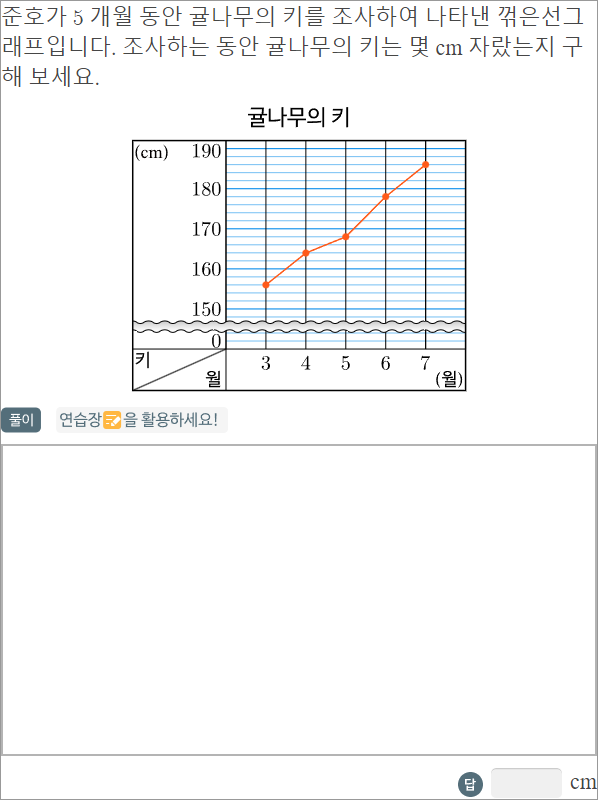 준호가 5 개월 동안 귤나무의 키를 조사하여 나타낸 꺾은선그
래프입니다. 조사하는 동안 귤나무의 키는 몇 cm 자랐는지 구
해 보세요.
귤나무의 키
(cm) 190
180
170
160
150
0
키
월
3 4 5 6 7
(월)
풀이 연습장을 활용하세요!
답 cm